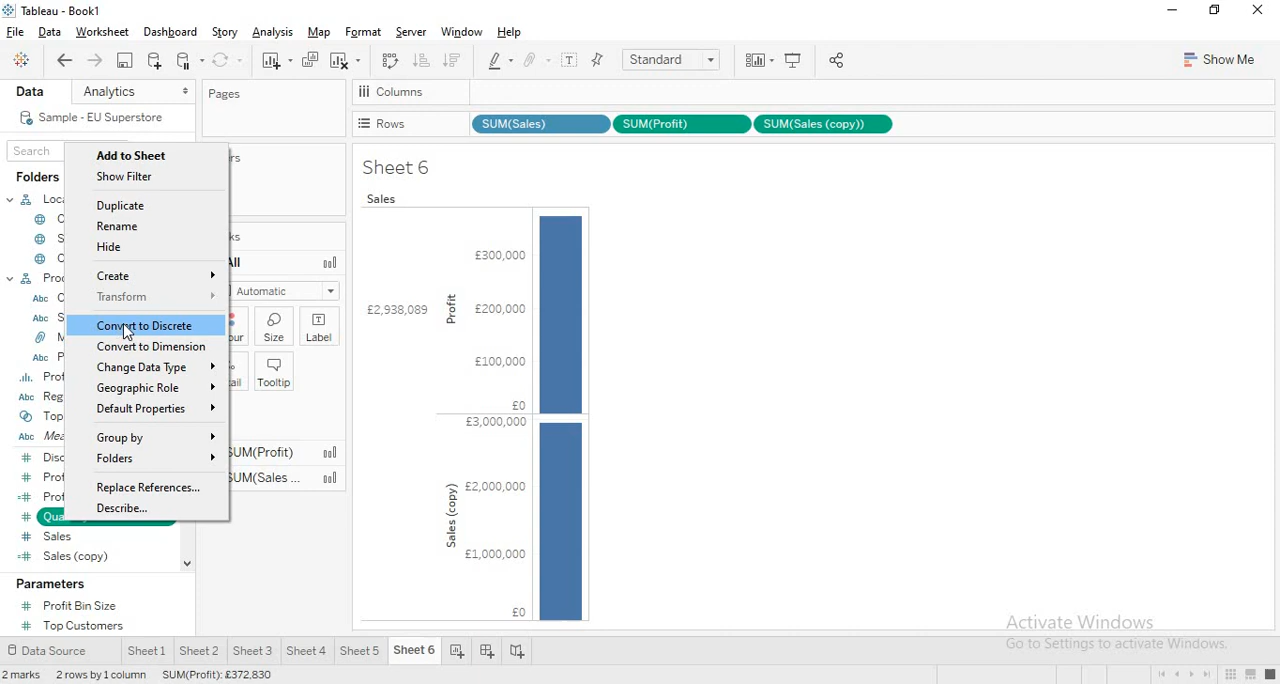 Tableau - Book1
File Data Worksheet Dashboard Story Analysis Map Format Server Window Help
Standard
Show Me
Data Analytics
Pages
Columns
Sample - EU Superstore
Rows SUM(Sales) SUM(Profit) SUM(Sales (copy))
Search
Folders
Add to Sheet
Show Filter
Duplicate
Rename
Hide
Create
Transform
Convert to Discrete
Convert to Dimension
Change Data Type
Geographic Role
Default Properties
Group by
Folders
Replace References...
Describe...
Abc
Abc
Abc
Abc
Abc
Sales
Sales (copy)
Parameters
Profit Bin Size
Top Customers
All
Automatic
Size
Label
Tooltip
SUM(Profit)
SUM(Sales ...
Sheet 6
Sales
£2,938,089
Profit
£300,000
£200,000
£100,000
£0
Sales (copy)
£3,000,000
£2,000,000
£1,000,000
£0
Activate Windows
Go to Settings to activate Windows.
Data Source Sheet 1 Sheet 2 Sheet 3 Sheet 4 Sheet 6
2 marks 2 rows by 1 column SUM(Profit): £372,830